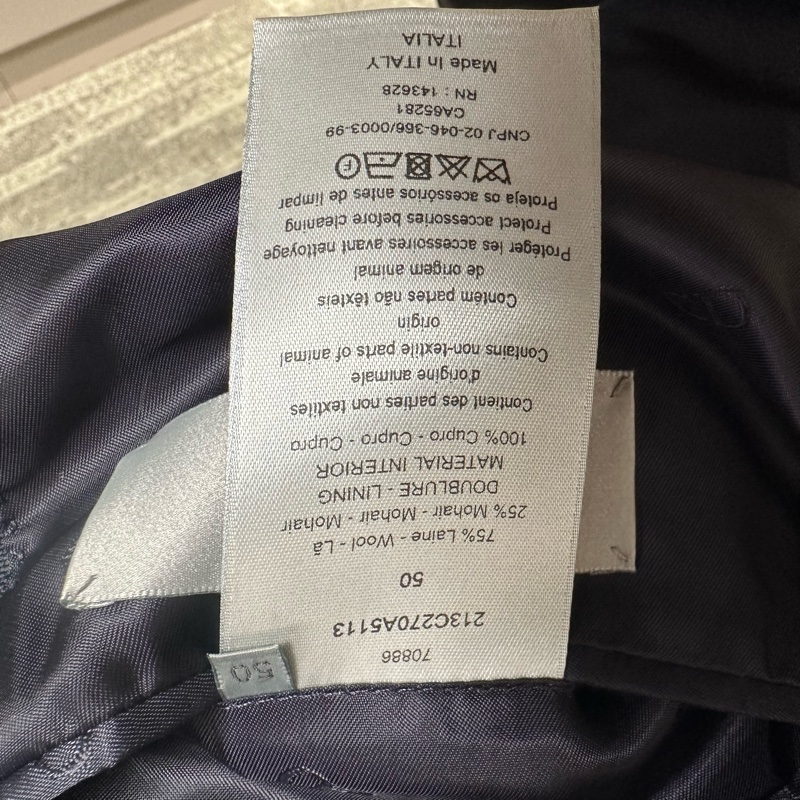 70886
213C270A5113
50
75% Laine - Wool - Lã
25% Mohair - Mohair - Mohair
DOUBLURE - LINING
MATERIAL INTERIOR
100% Cupro - Cupro - Cupro
Contient des parties non textiles
d'origine animale
Contains non-textile parts of animal
origin
Contém partes não têxteis
de origem animal
Protéger les accessoires avant nettoyage
Protect accessories before cleaning
Proteja os acessórios antes de limpar
F
CNPJ 02-046-366/0003-99
CA65281
RN : 143628
Made in ITALY
ITALIA
50